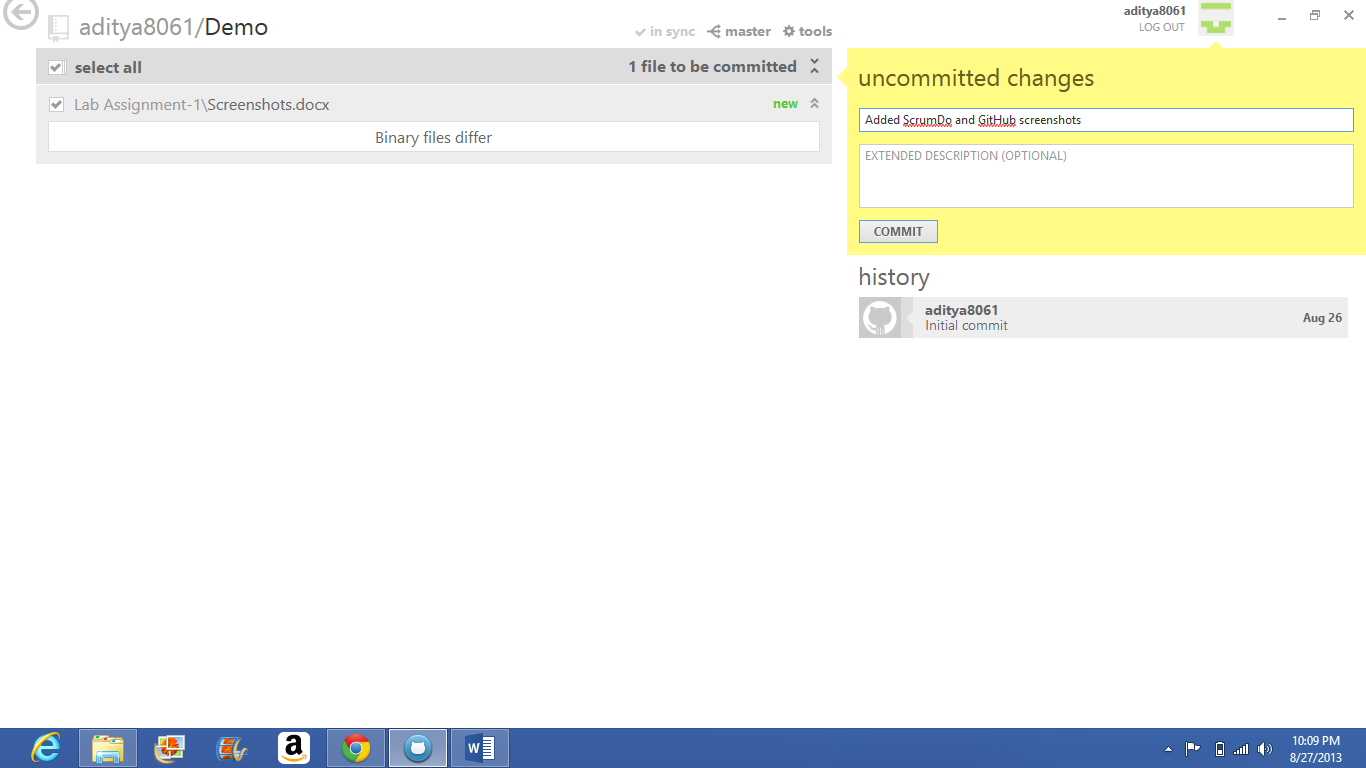 aditya8061/Demo
in sync
master
tools
aditya8061
LOG OUT
select all
1 file to be committed
Lab Assignment-1\Screenshots.docx
new
Binary files differ
uncommitted changes
Added ScrumDo and GitHub screenshots
EXTENDED DESCRIPTION (OPTIONAL)
COMMIT
history
aditya8061
Initial commit
Aug 26
10:09 PM
8/27/2013